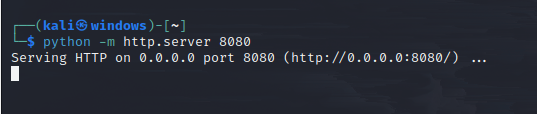 ┌──(kali㉿windows)-[~]
└─$ python -m http.server 8080
Serving HTTP on 0.0.0.0 port 8080 (http://0.0.0.0:8080/) ...